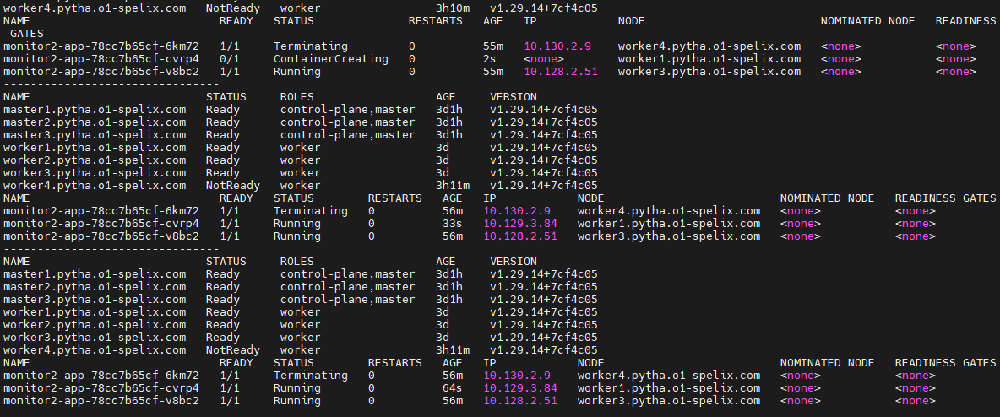 worker4.pytha.o1-spelix.com   NotReady   worker                 3h10m   v1.29.14+7cf4c05
NAME                            READY   STATUS              RESTARTS   AGE   IP            NODE                          NOMINATED NODE   READINESS
 GATES
monitor2-app-78cc7b65cf-6km72   1/1     Terminating         0          55m   10.130.2.9    worker4.pytha.o1-spelix.com   <none>           <none>
monitor2-app-78cc7b65cf-cvrp4   0/1     ContainerCreating   0          2s    <none>        worker1.pytha.o1-spelix.com   <none>           <none>
monitor2-app-78cc7b65cf-v8bc2   1/1     Running             0          55m   10.128.2.51   worker3.pytha.o1-spelix.com   <none>           <none>
--------------------------------
NAME                          STATUS     ROLES                  AGE     VERSION
master1.pytha.o1-spelix.com   Ready      control-plane,master   3d1h    v1.29.14+7cf4c05
master2.pytha.o1-spelix.com   Ready      control-plane,master   3d1h    v1.29.14+7cf4c05
master3.pytha.o1-spelix.com   Ready      control-plane,master   3d1h    v1.29.14+7cf4c05
worker1.pytha.o1-spelix.com   Ready      worker                 3d      v1.29.14+7cf4c05
worker2.pytha.o1-spelix.com   Ready      worker                 3d      v1.29.14+7cf4c05
worker3.pytha.o1-spelix.com   Ready      worker                 3d      v1.29.14+7cf4c05
worker4.pytha.o1-spelix.com   NotReady   worker                 3h11m   v1.29.14+7cf4c05
NAME                            READY   STATUS        RESTARTS   AGE   IP            NODE                          NOMINATED NODE   READINESS GATES
monitor2-app-78cc7b65cf-6km72   1/1     Terminating   0          56m   10.130.2.9    worker4.pytha.o1-spelix.com   <none>           <none>
monitor2-app-78cc7b65cf-cvrp4   1/1     Running       0          33s   10.129.3.84   worker1.pytha.o1-spelix.com   <none>           <none>
monitor2-app-78cc7b65cf-v8bc2   1/1     Running       0          56m   10.128.2.51   worker3.pytha.o1-spelix.com   <none>           <none>
--------------------------------
NAME                          STATUS     ROLES                  AGE     VERSION
master1.pytha.o1-spelix.com   Ready      control-plane,master   3d1h    v1.29.14+7cf4c05
master2.pytha.o1-spelix.com   Ready      control-plane,master   3d1h    v1.29.14+7cf4c05
master3.pytha.o1-spelix.com   Ready      control-plane,master   3d1h    v1.29.14+7cf4c05
worker1.pytha.o1-spelix.com   Ready      worker                 3d      v1.29.14+7cf4c05
worker2.pytha.o1-spelix.com   Ready      worker                 3d      v1.29.14+7cf4c05
worker3.pytha.o1-spelix.com   Ready      worker                 3d      v1.29.14+7cf4c05
worker4.pytha.o1-spelix.com   NotReady   worker                 3h11m   v1.29.14+7cf4c05
NAME                            READY   STATUS        RESTARTS   AGE   IP            NODE                          NOMINATED NODE   READINESS GATES
monitor2-app-78cc7b65cf-6km72   1/1     Terminating   0          56m   10.130.2.9    worker4.pytha.o1-spelix.com   <none>           <none>
monitor2-app-78cc7b65cf-cvrp4   1/1     Running       0          64s   10.129.3.84   worker1.pytha.o1-spelix.com   <none>           <none>
monitor2-app-78cc7b65cf-v8bc2   1/1     Running       0          56m   10.128.2.51   worker3.pytha.o1-spelix.com   <none>           <none>
--------------------------------